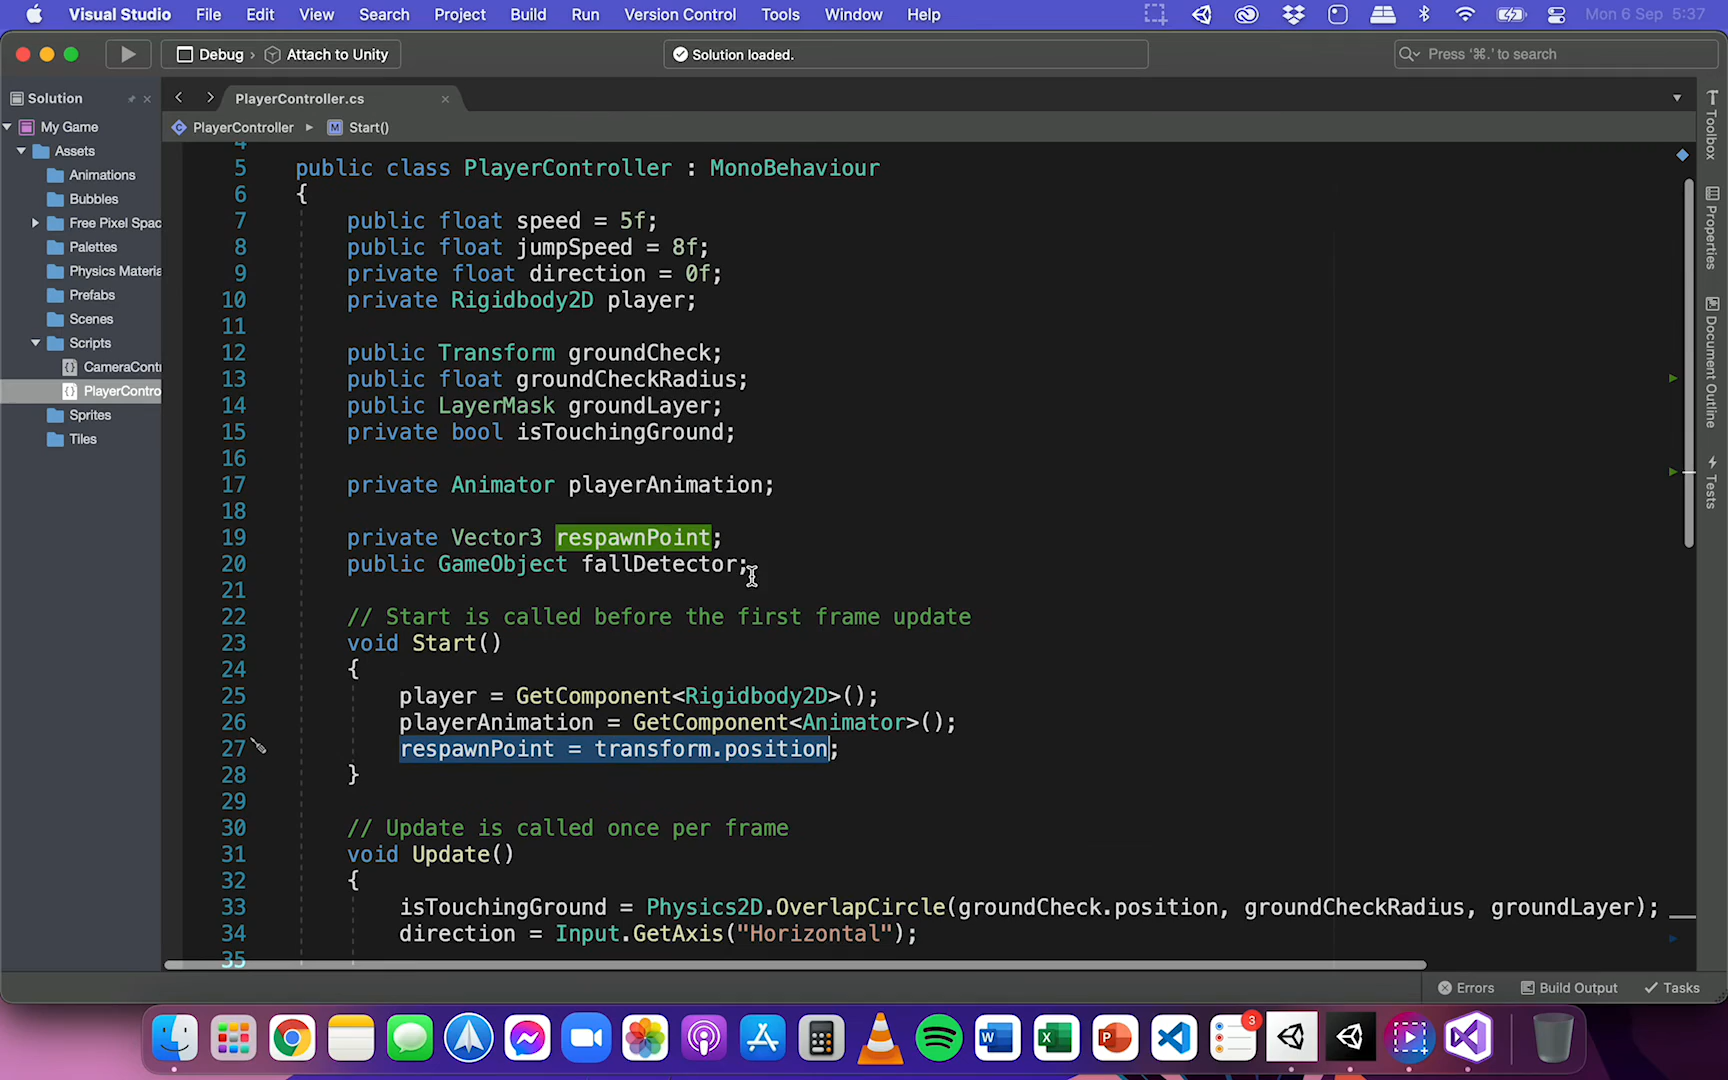 Visual Studio File Edit View Search Project Build Run Version Control Tools Window Help Mon 6 Sep 5:37
Debug › Attach to Unity
Solution loaded.
Press ‘⌘.’ to search
Solution
PlayerController.cs
PlayerController Start()
My Game
Assets
Animations
Bubbles
Free Pixel Spac
Palettes
Physics Materia
Prefabs
Scenes
Scripts
CameraCont
PlayerContro
Sprites
Tiles
4
5 public class PlayerController : MonoBehaviour
6 {
7 public float speed = 5f;
8 public float jumpSpeed = 8f;
9 private float direction = 0f;
10 private Rigidbody2D player;
11
12 public Transform groundCheck;
13 public float groundCheckRadius;
14 public LayerMask groundLayer;
15 private bool isTouchingGround;
16
17 private Animator playerAnimation;
18
19 private Vector3 respawnPoint;
20 public GameObject fallDetector;
21
22 // Start is called before the first frame update
23 void Start()
24 {
25 player = GetComponent<Rigidbody2D>();
26 playerAnimation = GetComponent<Animator>();
27 respawnPoint = transform.position;
28 }
29
30 // Update is called once per frame
31 void Update()
32 {
33 isTouchingGround = Physics2D.OverlapCircle(groundCheck.position, groundCheckRadius, groundLayer);
34 direction = Input.GetAxis("Horizontal");
35
Toolbox
Properties
Document Outline
Tests
Errors Build Output Tasks
3